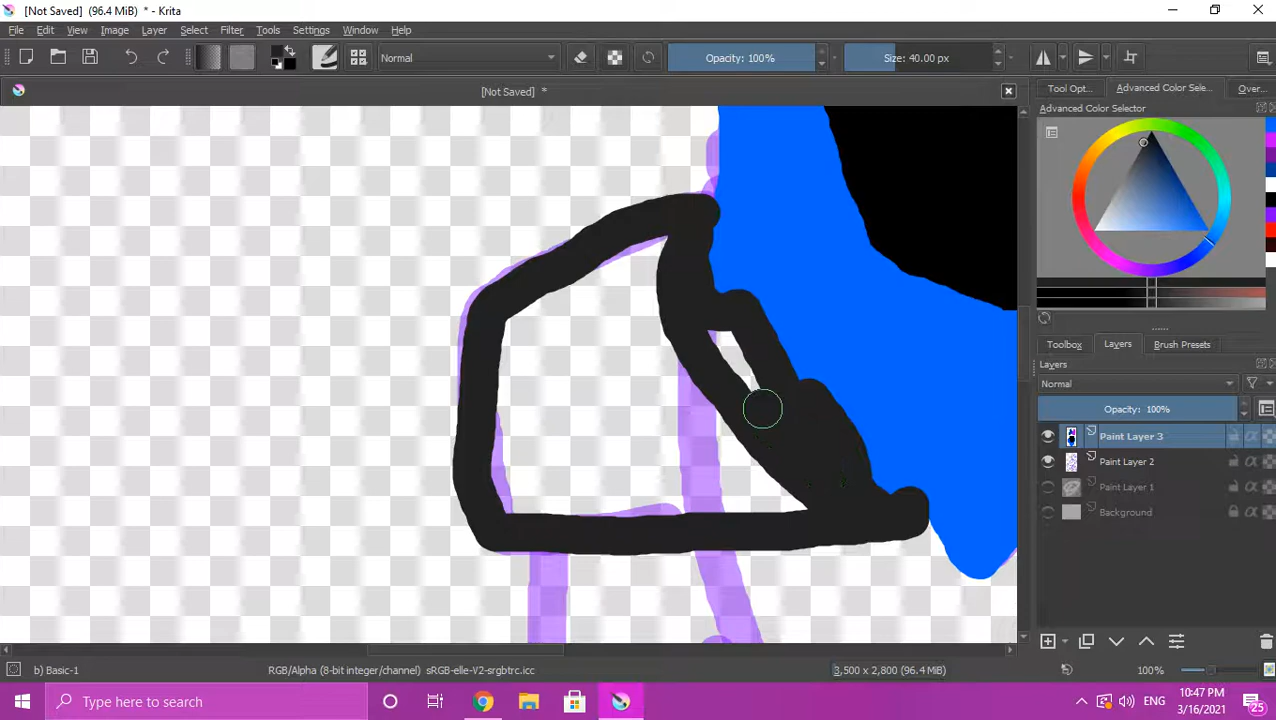 [Not Saved] (96.4 MiB) * - Krita
File Edit View Image Layer Select Filter Tools Settings Window Help
Normal
Opacity: 100%
Size: 40.00 px
[Not Saved] *
Tool Opt...
Advanced Color Sele...
Over...
Advanced Color Selector
Toolbox
Layers
Brush Presets
Layers
Normal
Opacity: 100%
Paint Layer 3
Paint Layer 2
Paint Layer 1
Background
b) Basic-1
RGB/Alpha (8-bit integer/channel) sRGB-elle-V2-srgbtrc.icc
3,500 x 2,800 (96.4 MiB)
100%
Type here to search
ENG
10:47 PM
3/16/2021
25